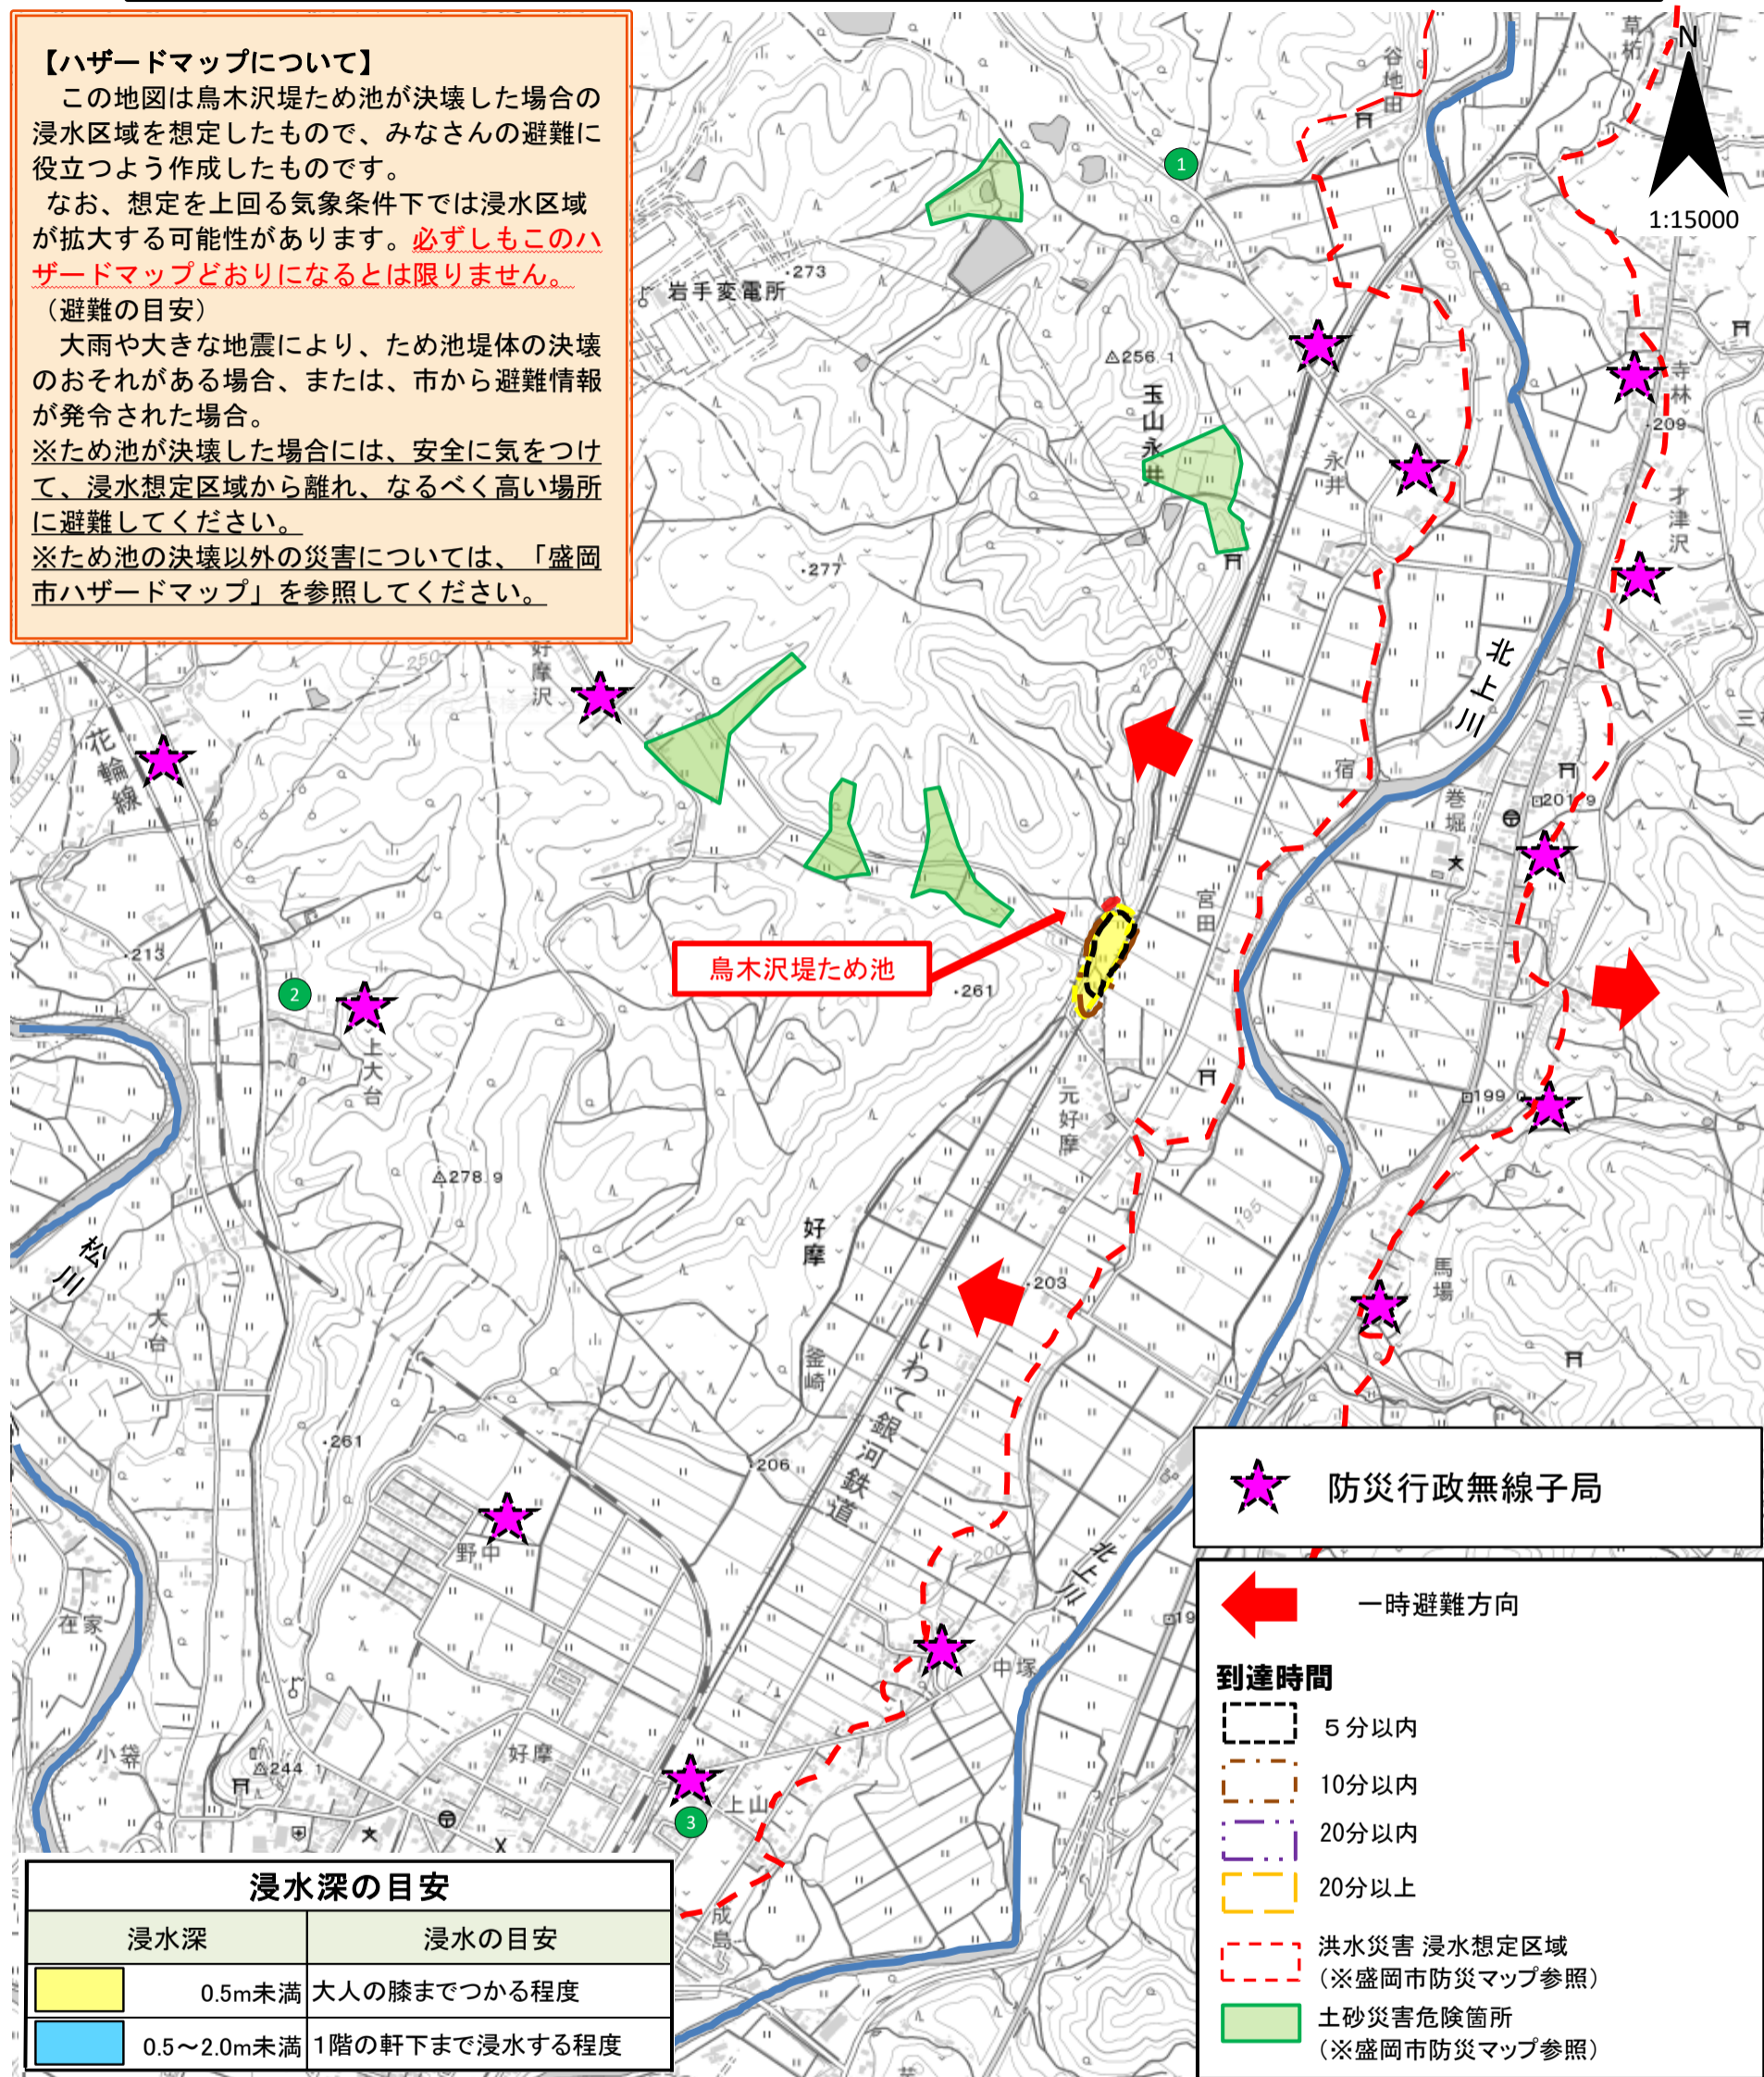 【ハザードマップについて】
この地図は鳥木沢堤ため池が決壊した場合の
浸水区域を想定したもので、みなさんの避難に
役立つよう作成したものです。
なお、想定を上回る気象条件下では浸水区域
が拡大する可能性があります。必ずしもこのハ
ザードマップどおりになるとは限りません。
（避難の目安）
大雨や大きな地震により、ため池堤体の決壊
のおそれがある場合、または、市から避難情報
が発令された場合。
※ため池が決壊した場合には、安全に気をつけ
て、浸水想定区域から離れ、なるべく高い場所
に避難してください。
※ため池の決壊以外の災害については、「盛岡
市ハザードマップ」を参照してください。
N
1:15000
草桁
谷地田
1
205
・273
岩手変電所
256.1
玉山永井
永井
寺林
・209
才津沢
・277
250
250
好摩沢
花輪線
北上川
三
宿
巻堀
201.9
宮田
・213
2
上大台
鳥木沢堤ため池
・261
元好摩
199.0
278.9
195
松川
好摩
大台
・203
馬場
釜崎
いわて銀河鉄道
・261
・206
野中
200
北上川
19
在家
中塚
小袋
244.1
好摩
3
上山
成島
防災行政無線子局
一時避難方向
到達時間
５分以内
10分以内
20分以内
20分以上
洪水災害 浸水想定区域
（※盛岡市防災マップ参照）
土砂災害危険箇所
（※盛岡市防災マップ参照）
浸水深の目安
浸水深 浸水の目安
0.5m未満 大人の膝までつかる程度
0.5～2.0m未満 1階の軒下まで浸水する程度